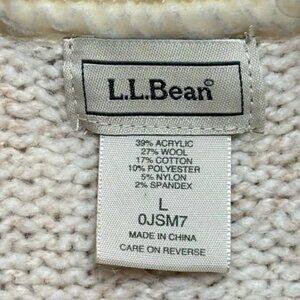 L.L.Bean®
39% ACRYLIC
27% WOOL
17% COTTON
10% POLYESTER
5% NYLON
2% SPANDEX
L
0JSM7
MADE IN CHINA
CARE ON REVERSE